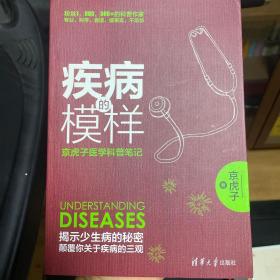 疾病
的
模样
京虎子医学科普笔记
京虎子
著
UNDERSTANDING
DISEASES
揭示少生病的秘密
颠覆你关于疾病的三观
清华大学出版社